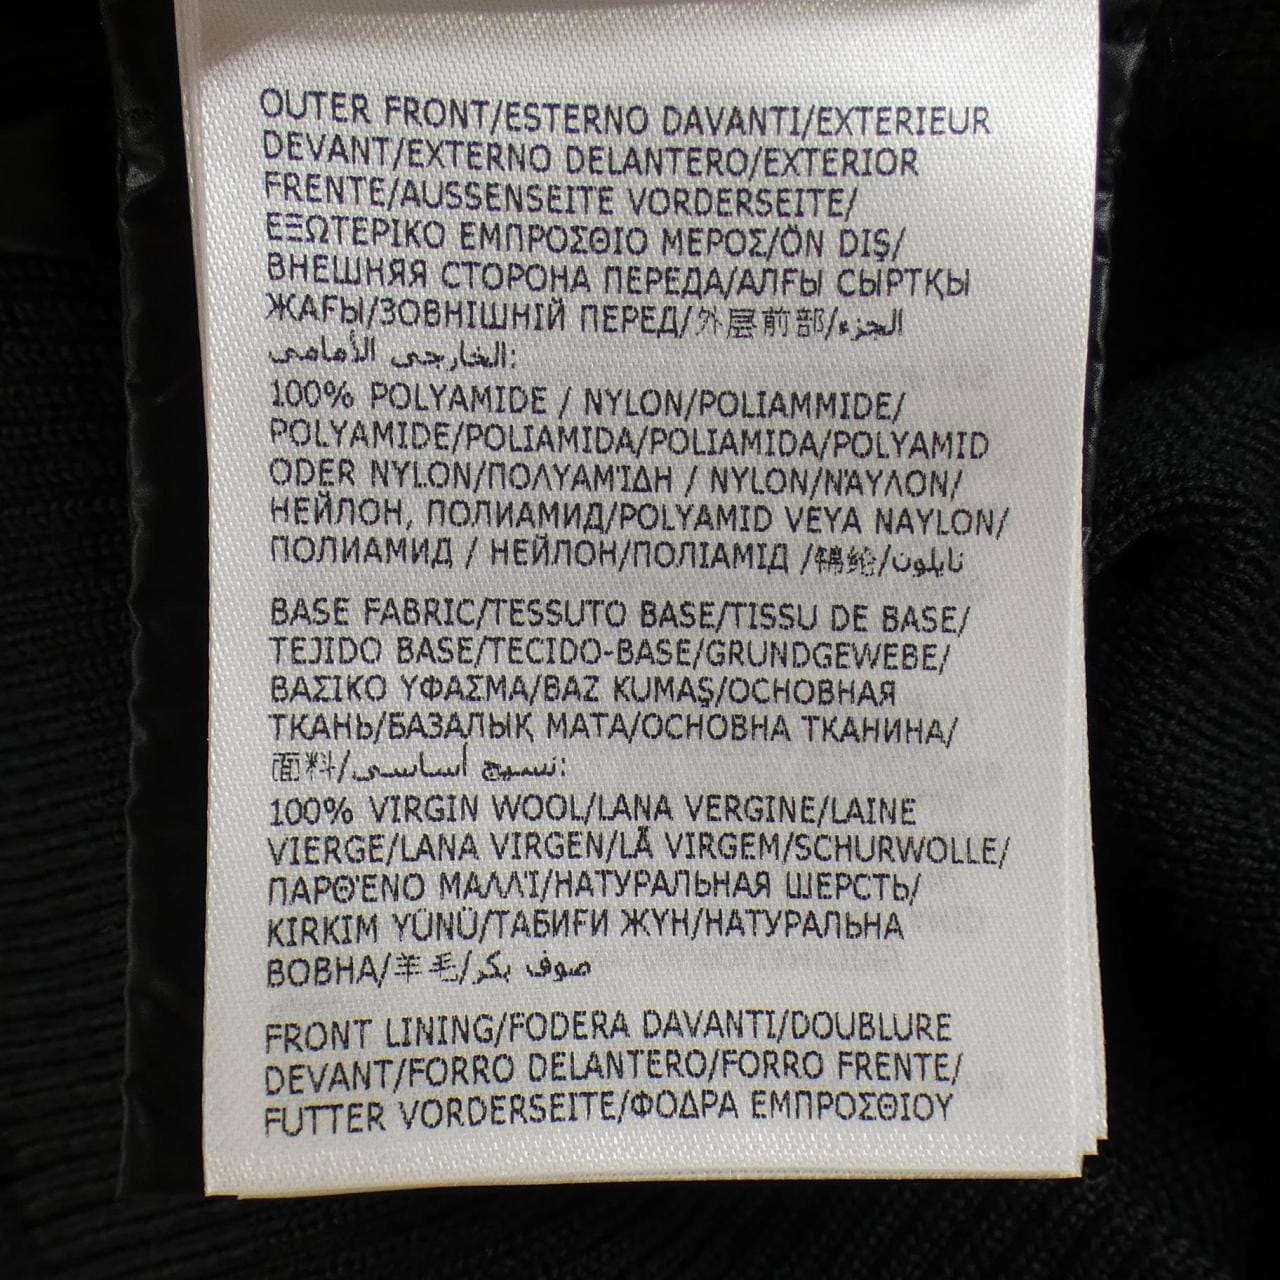 OUTER FRONT/ESTERNO DAVANTI/EXTERIEUR
DEVANT/EXTERNO DELANTERO/EXTERIOR
FRENTE/AUSSENSEITE VORDERSEITE/
ΕΞΩΤΕΡΙΚΟ ΕΜΠΡΟΣΘΙΟ ΜΕΡΟΣ/ÖN DIŞ/
ВНЕШНЯЯ СТОРОНА ПЕРЕДА/АЛҒЫ СЫРТҚЫ
ЖАҒЫ/ЗОВНІШНІЙ ПЕРЕД/外层前部/الجزء
الخارجي الأمامي:
100% POLYAMIDE / NYLON/POLIAMMIDE/
POLYAMIDE/POLIAMIDA/POLIAMIDA/POLYAMID
ODER NYLON/ΠΟΛΥΑΜΊΔΗ / NYLON/ΝΆΥΛΟΝ/
НЕЙЛОН, ПОЛИАМИД/POLYAMID VEYA NAYLON/
ПОЛИАМИД / НЕЙЛОН/ПОЛІАМІД /锦纶/نايلون
BASE FABRIC/TESSUTO BASE/TISSU DE BASE/
TEJIDO BASE/TECIDO-BASE/GRUNDGEWEBE/
ΒΑΣΙΚΟ ΥΦΑΣΜΑ/BAZ KUMAŞ/ОСНОВНАЯ
ТКАНЬ/БАЗАЛЫҚ МАТА/ОСНОВНА ТКАНИНА/
面料/نسيج أساسي:
100% VIRGIN WOOL/LANA VERGINE/LAINE
VIERGE/LANA VIRGEN/LÃ VIRGEM/SCHURWOLLE/
ΠΑΡΘΈΝΟ ΜΑΛΛΊ/НАТУРАЛЬНАЯ ШЕРСТЬ/
KIRKIM YÜNÜ/ТАБИҒИ ЖҮН/НАТУРАЛЬНА
ВОВНА/羊毛/صوف بكر
FRONT LINING/FODERA DAVANTI/DOUBLURE
DEVANT/FORRO DELANTERO/FORRO FRENTE/
FUTTER VORDERSEITE/ΦΟΔΡΑ ΕΜΠΡΟΣΘΙΟΥ